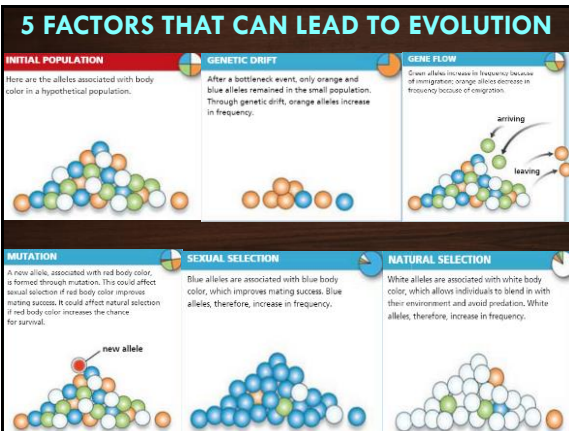 5 FACTORS THAT CAN LEAD TO EVOLUTION
INITIAL POPULATION
Here are the alleles associated with body
color in a hypothetical population.
GENETIC DRIFT
After a bottleneck event, only orange and
blue alleles remained in the small population.
Through genetic drift, orange alleles increase
in frequency.
GENE FLOW
Green alleles increase in frequency because
of immigration; orange alleles decrease in
frequency because of emigration.
arriving
leaving
MUTATION
A new allele, associated with red body color,
is formed through mutation. This could affect
sexual selection if red body color improves
mating success. It could affect natural selection
if red body color increases the chance
for survival.
new allele
SEXUAL SELECTION
Blue alleles are associated with blue body
color, which improves mating success. Blue
alleles, therefore, increase in frequency.
NATURAL SELECTION
White alleles are associated with white body
color, which allows individuals to blend in with
their environment and avoid predation. White
alleles, therefore, increase in frequency.